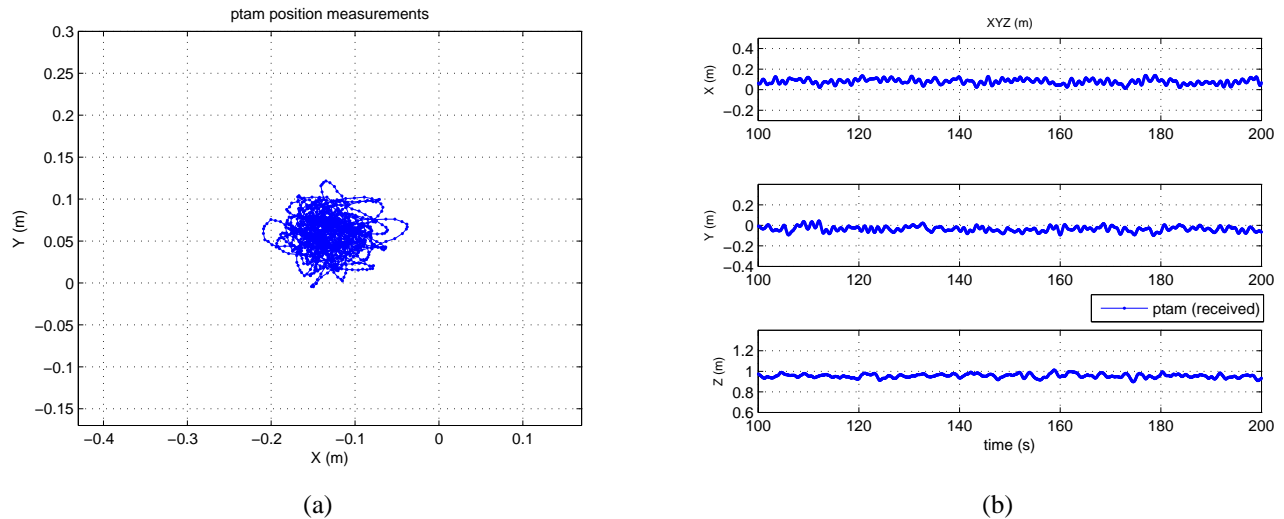 ptam position measurements
0.3
0.25
0.2
0.15
0.1
0.05
0
−0.05
−0.1
−0.15
Y (m)
−0.4 −0.3 −0.2 −0.1 0 0.1
X (m)
(a)
XYZ (m)
X (m)
0.4
0.2
0
−0.2
100 120 140 160 180 200
Y (m)
0.2
0
−0.2
−0.4
100 120 140 160 180 200
ptam (received)
Z (m)
1.2
1
0.8
0.6
100 120 140 160 180 200
time (s)
(b)